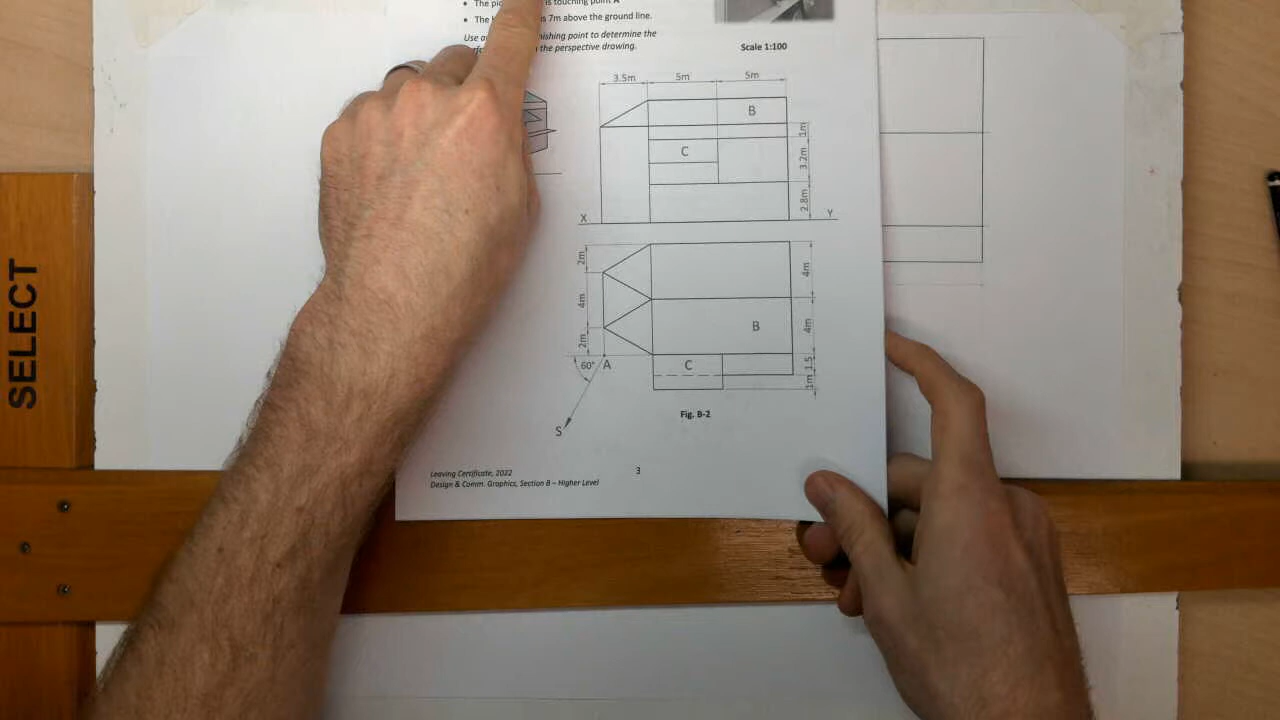 • The pic is touching point A
• The h s 7m above the ground line.
Use a nishing point to determine the
the perspective drawing.
Scale 1:100
3.5m 5m 5m
B
1m
C
3.2m
2.8m
X Y
2m
4m
4m
B
4m
2m
60° A
C
1.5
1m
S
Fig. B-2
Leaving Certificate, 2022
3
Design & Comm. Graphics, Section B – Higher Level
SELECT